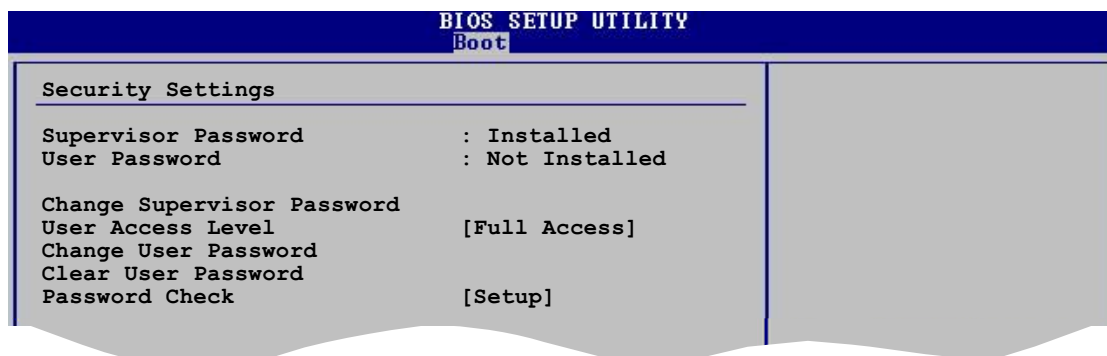 BIOS SETUP UTILITY
Boot
Security Settings
Supervisor Password : Installed
User Password : Not Installed
Change Supervisor Password
User Access Level [Full Access]
Change User Password
Clear User Password
Password Check [Setup]